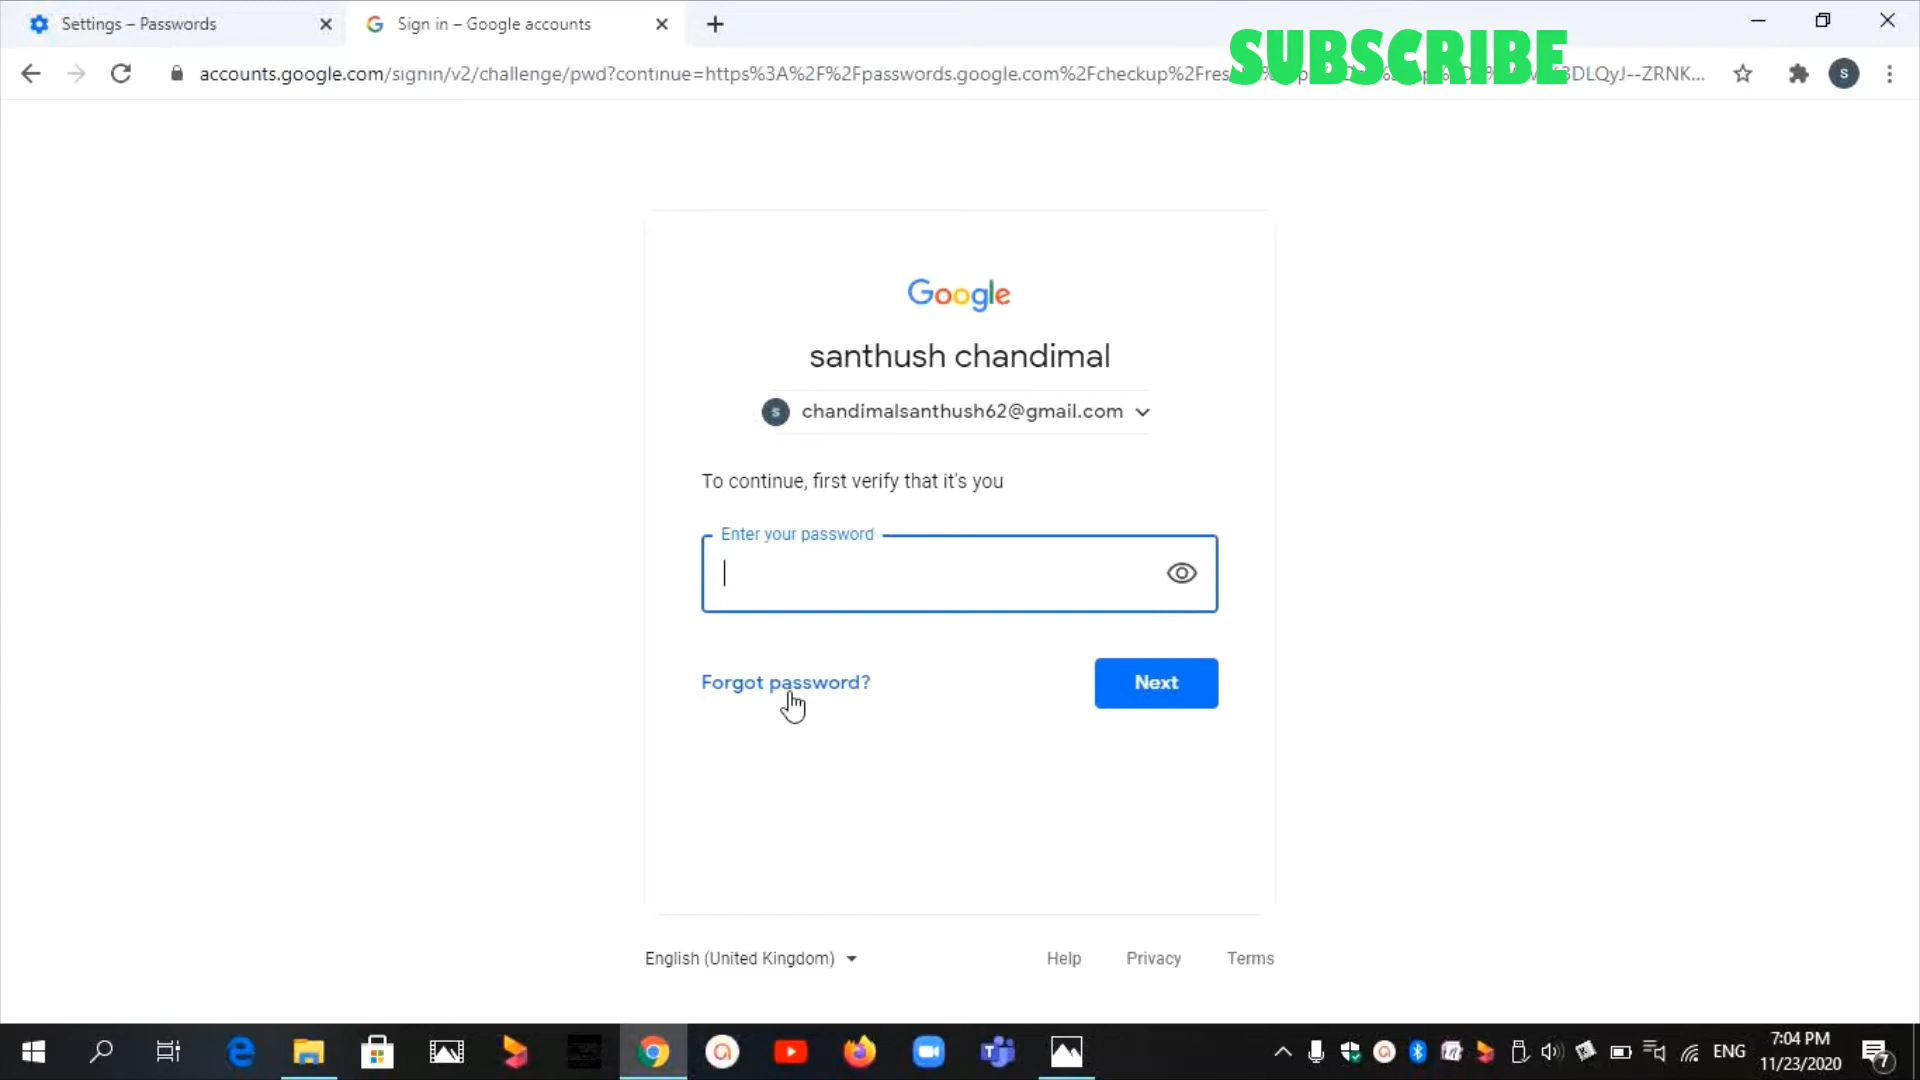 Settings – Passwords
Sign in – Google accounts
SUBSCRIBE
accounts.google.com/signin/v2/challenge/pwd?continue=https%3A%2F%2Fpasswords.google.com%2Fcheckup%2Fres
DLQyJ--ZRNK...
s
Google
santhush chandimal
s chandimalsanthush62@gmail.com
To continue, first verify that it's you
Enter your password
Forgot password?
Next
English (United Kingdom)
Help
Privacy
Terms
ENG
7:04 PM
11/23/2020
7